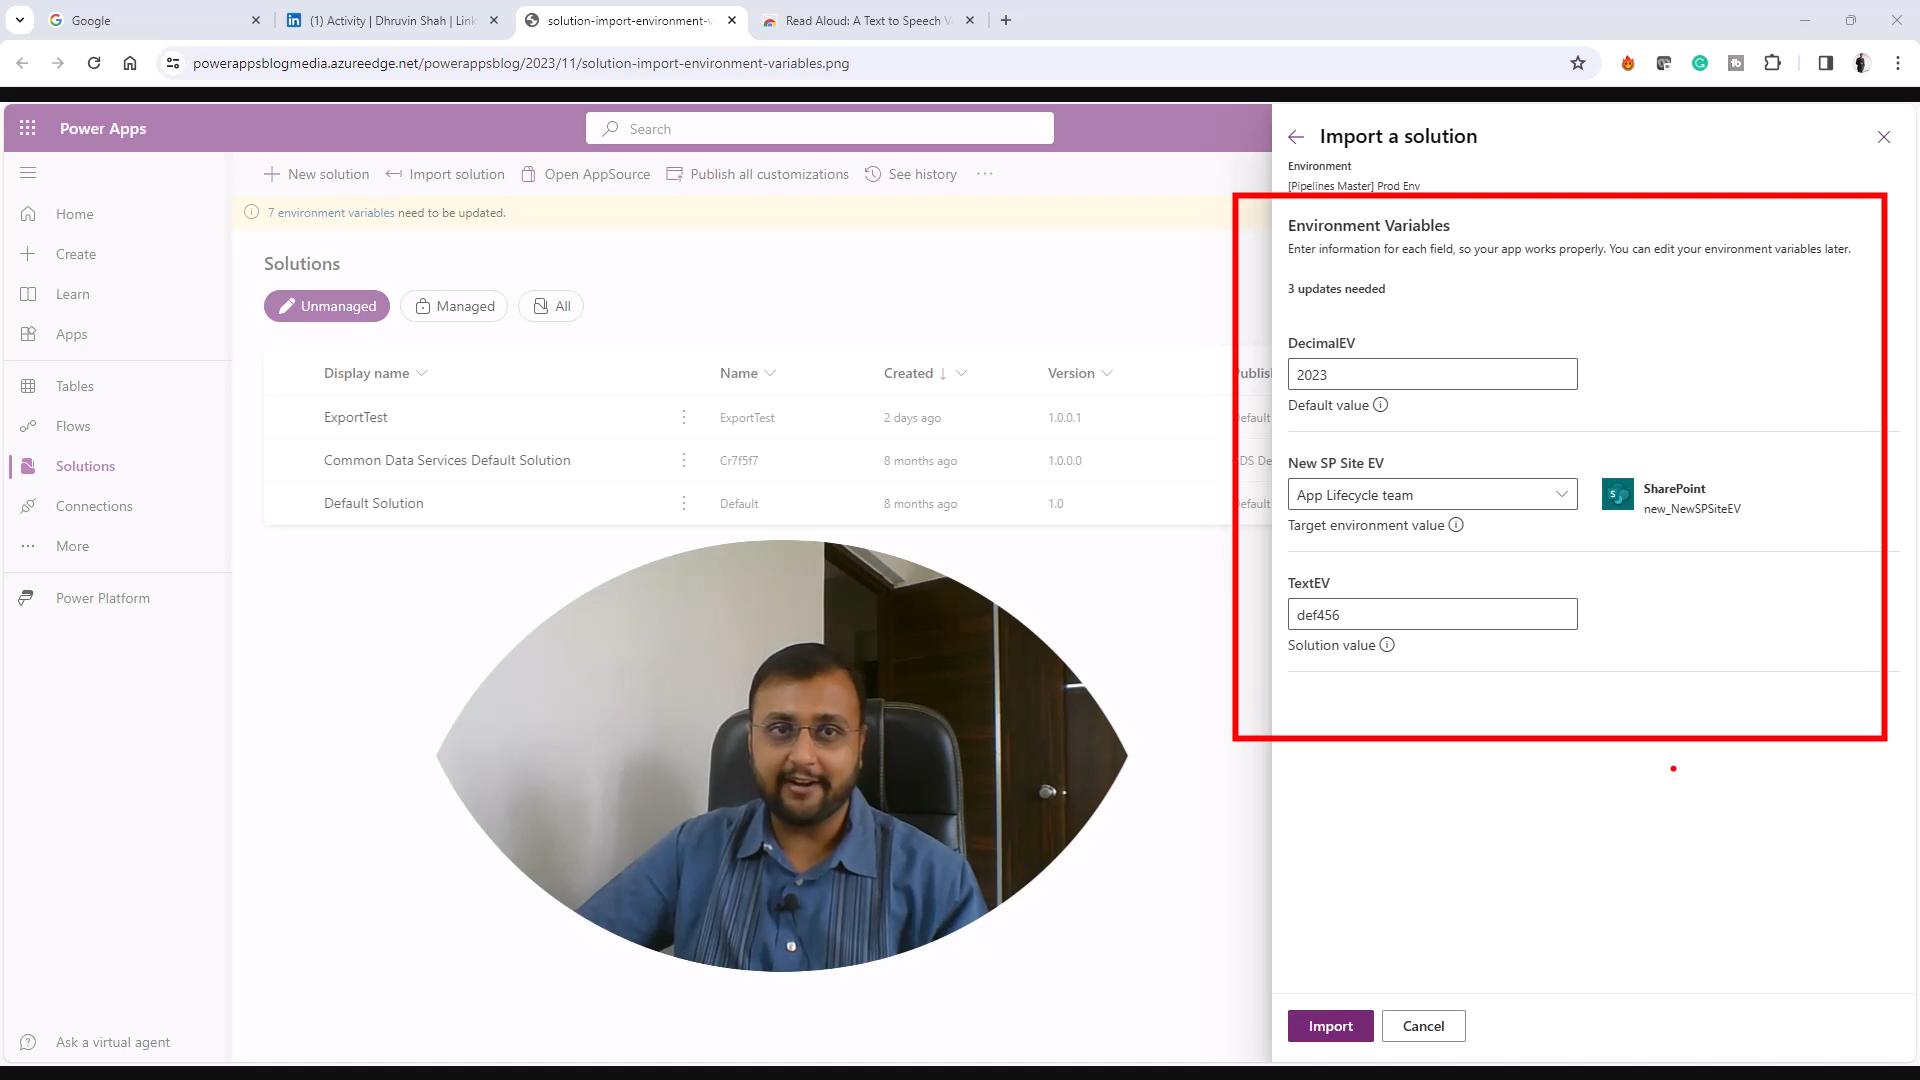 Google
(1) Activity | Dhruvin Shah | Link
solution-import-environment-v
Read Aloud: A Text to Speech V
powerappsblogmedia.azureedge.net/powerappsblog/2023/11/solution-import-environment-variables.png
Power Apps
Search
New solution
Import solution
Open AppSource
Publish all customizations
See history
7 environment variables need to be updated.
Home
Create
Learn
Apps
Tables
Flows
Solutions
Connections
More
Power Platform
Ask a virtual agent
Solutions
Unmanaged
Managed
All
Display name
Name
Created
Version
Publis
ExportTest
ExportTest
2 days ago
1.0.0.1
Default
Common Data Services Default Solution
Cr7f5f7
8 months ago
1.0.0.0
DS De
Default Solution
Default
8 months ago
1.0
Default
Import a solution
Environment
[Pipelines Master] Prod Env
Environment Variables
Enter information for each field, so your app works properly. You can edit your environment variables later.
3 updates needed
DecimalEV
2023
Default value
New SP Site EV
App Lifecycle team
SharePoint
new_NewSPSiteEV
Target environment value
TextEV
def456
Solution value
Import
Cancel